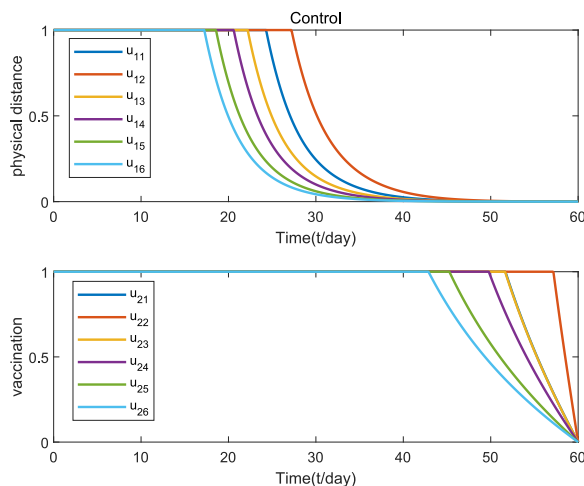 Control
physical distance
1
0.5
0
u11
u12
u13
u14
u15
u16
0 10 20 30 40 50 60
Time(t/day)
vaccination
1
0.5
0
u21
u22
u23
u24
u25
u26
0 10 20 30 40 50 60
Time(t/day)